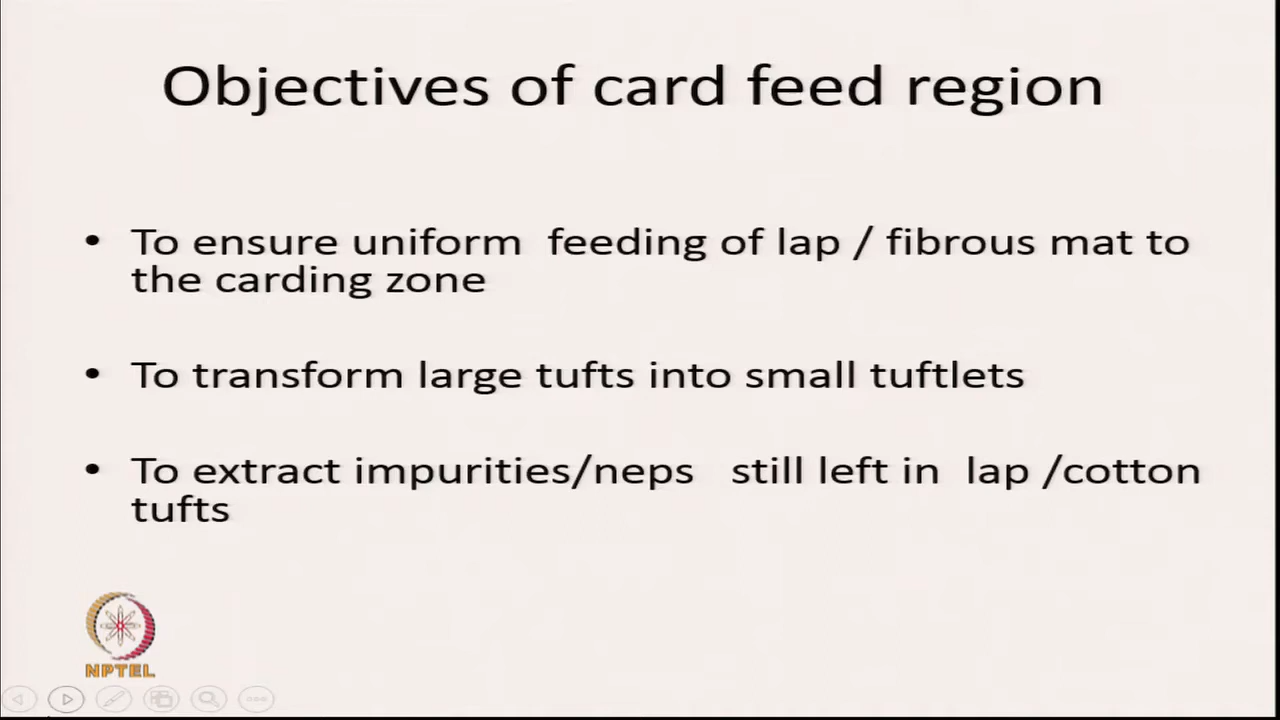 Objectives of card feed region
• To ensure uniform feeding of lap / fibrous mat to
the carding zone
• To transform large tufts into small tuftlets
• To extract impurities/neps still left in lap /cotton
tufts
NPTEL